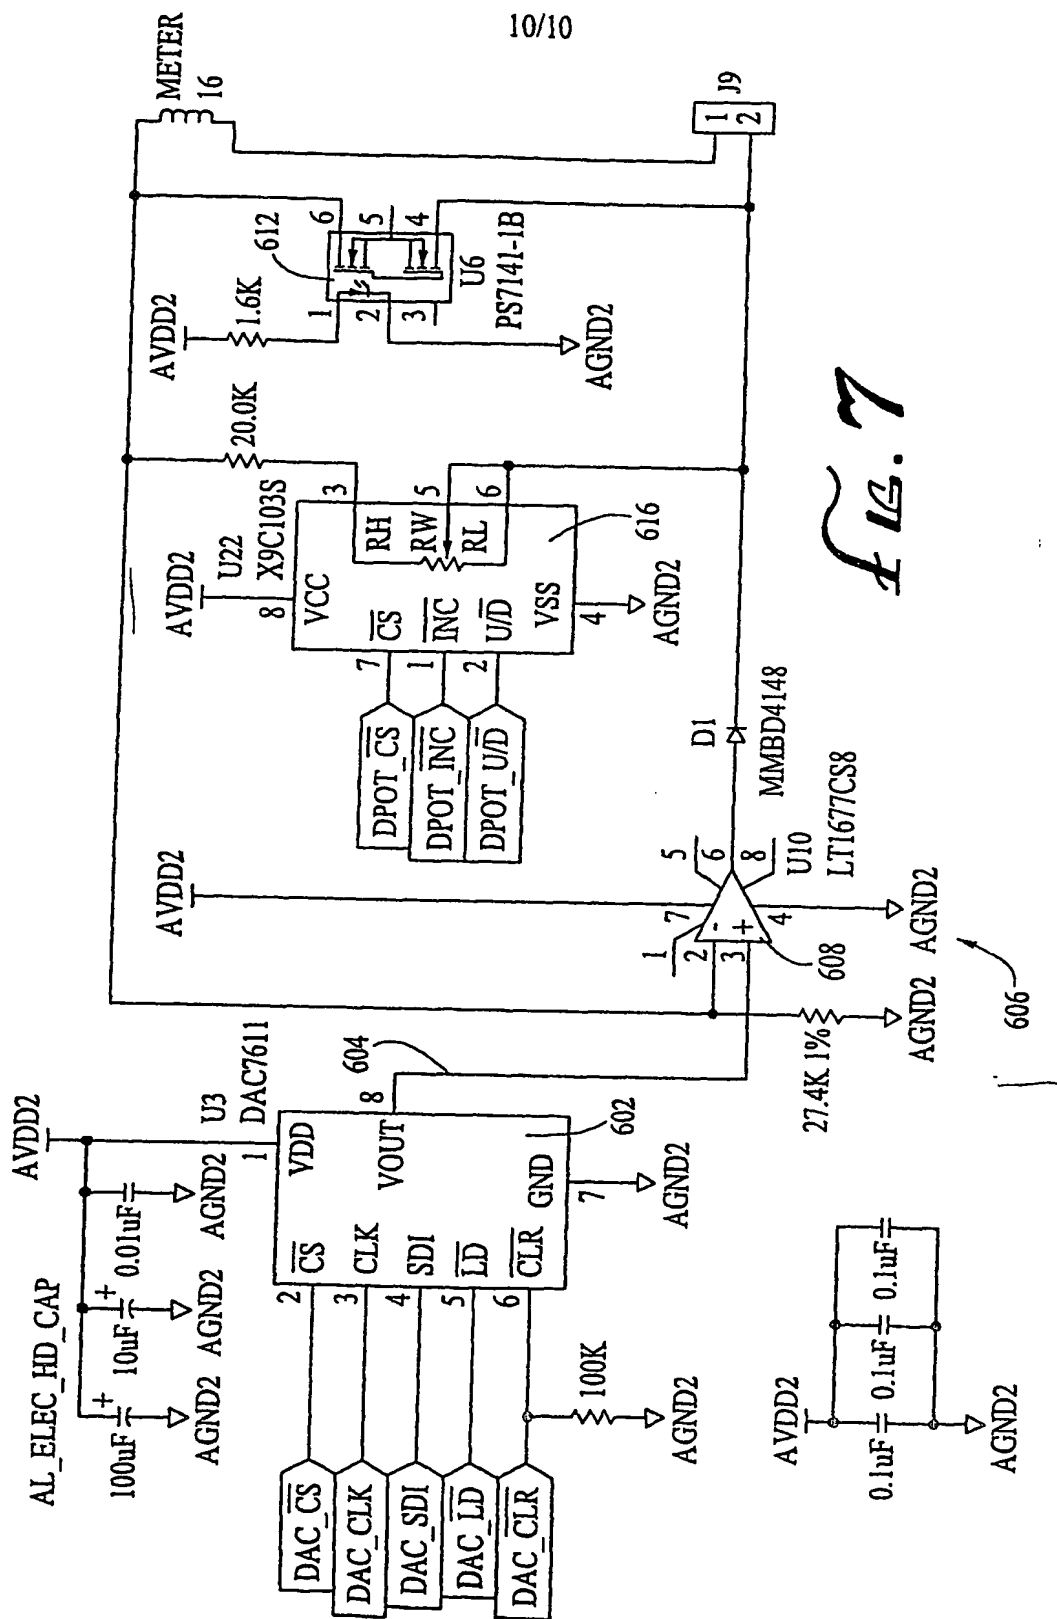 10/10
AVDD2
AL_ELEC_HD_CAP
100uF
+
10uF
+
0.01uF
AGND2
AGND2
AGND2
U3
DAC7611
1
VDD
DAC_CS
DAC_CLK
DAC_SDI
DAC_LD
DAC_CLR
2
3
4
5
6
CS
CLK
SDI
LD
CLR
VOUT
8
GND
7
602
604
AGND2
100K
AGND2
AVDD2
0.1uF
0.1uF
0.1uF
AGND2
AVDD2
1
2
3
7
4
5
6
8
-
+
608
U10
LT1677CS8
27.4K 1%
AGND2
AGND2
606
D1
MMBD4148
AVDD2
U22
X9C103S
8
VCC
DPOT_CS
DPOT_INC
DPOT_U/D
7
1
2
CS
INC
U/D
VSS
4
AGND2
RH
RW
RL
3
5
6
616
20.0K
AVDD2
1.6K
612
1
2
3
6
5
4
U6
PS7141-1B
AGND2
METER
16
J9
1
2
FIG. 7